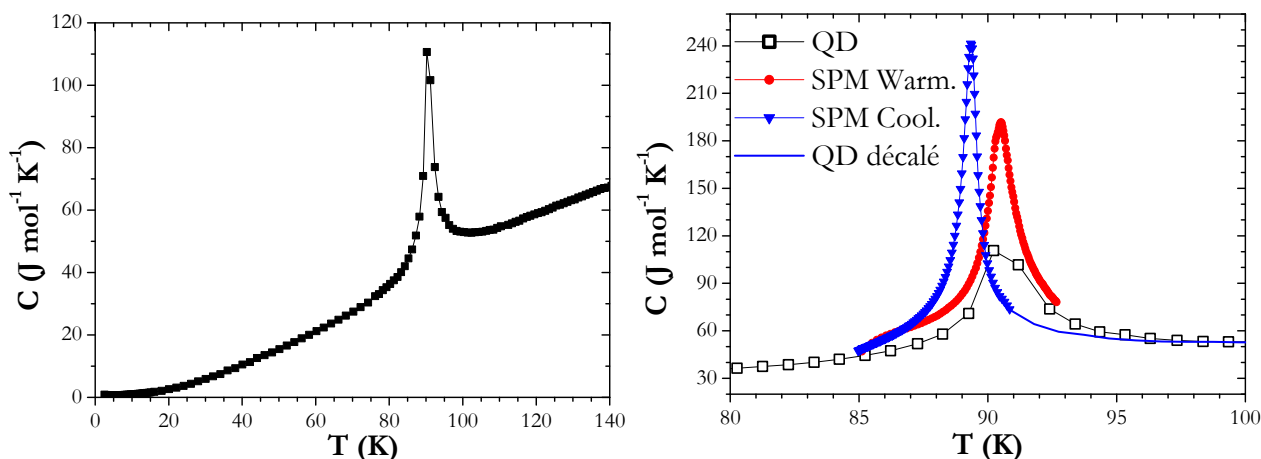 120
100
80
60
40
20
0
C (J mol⁻¹ K⁻¹)
0 20 40 60 80 100 120 140
T (K)
QD
SPM Warm.
SPM Cool.
QD décalé
240
210
180
150
120
90
60
30
C (J mol⁻¹ K⁻¹)
80 85 90 95 100
T (K)